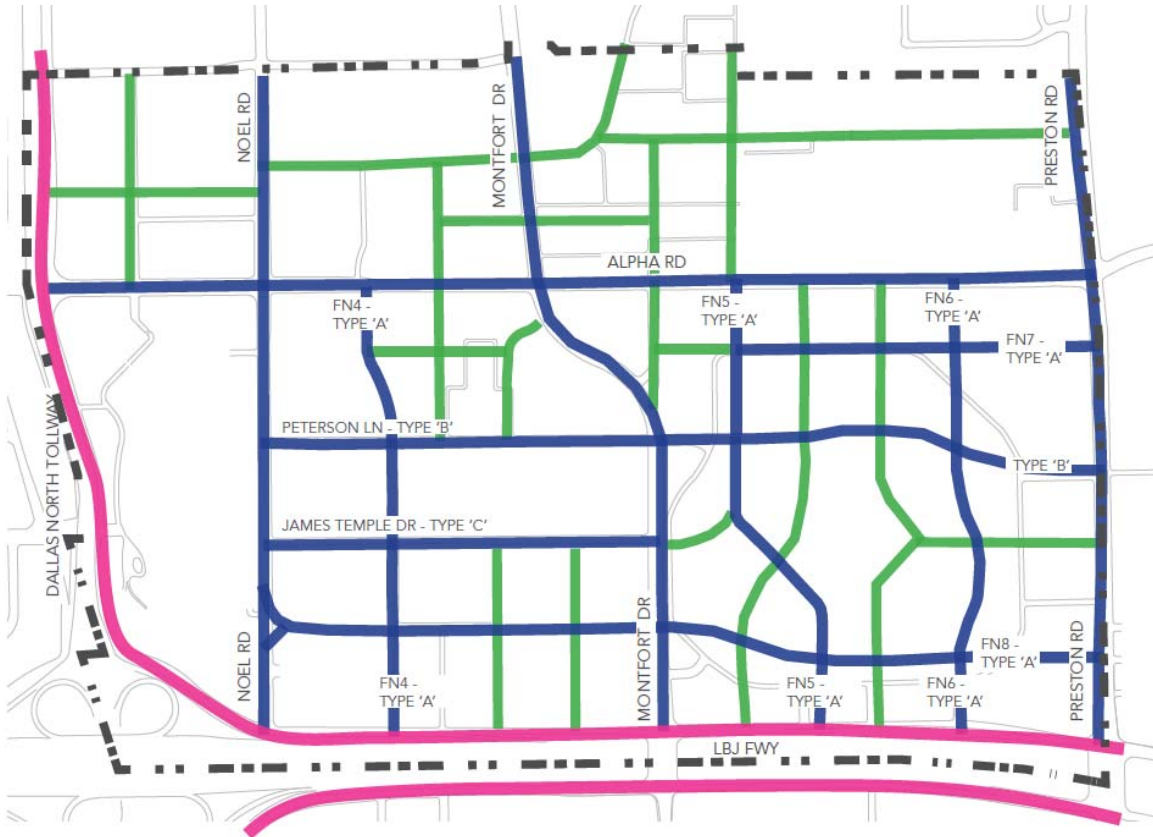 NOEL RD
MONTFORT DR
PRESTON RD
ALPHA RD
FN4 -
TYPE 'A'
FN5 -
TYPE 'A'
FN6 -
TYPE 'A'
FN7 -
TYPE 'A'
PETERSON LN - TYPE 'B'
TYPE 'B'
DALLAS NORTH TOLLWAY
JAMES TEMPLE DR - TYPE 'C'
NOEL RD
MONTFORT DR
PRESTON RD
FN8 -
TYPE 'A'
FN4 -
TYPE 'A'
FN5 -
TYPE 'A'
FN6 -
TYPE 'A'
LBJ FWY